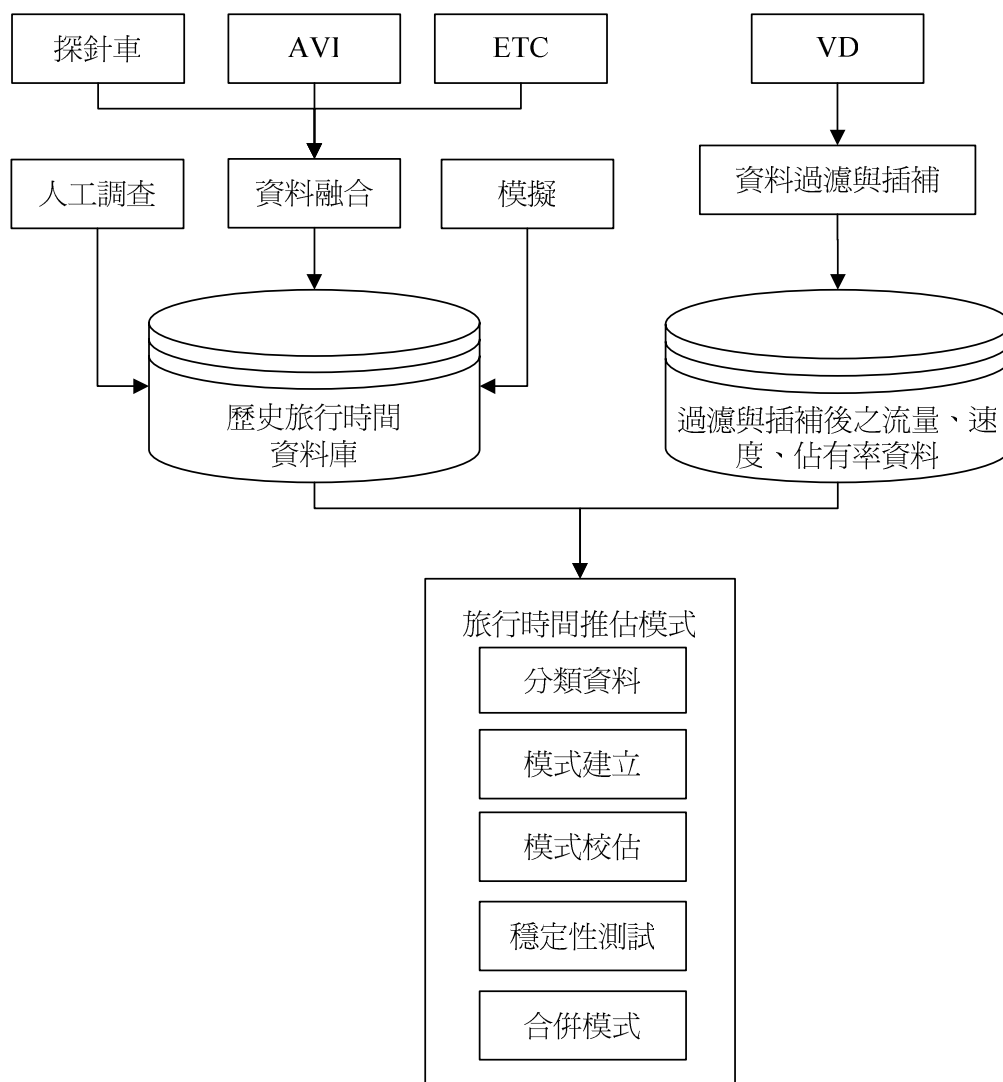 探針車
AVI
ETC
VD
人工調查
資料融合
模擬
資料過濾與插補
歷史旅行時間
資料庫
過濾與插補後之流量、速
度、佔有率資料
旅行時間推估模式
分類資料
模式建立
模式校估
穩定性測試
合併模式